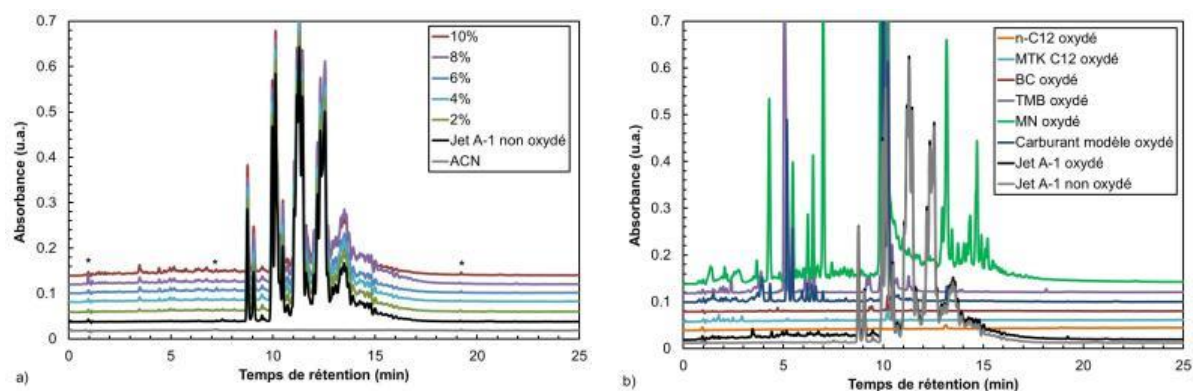 0.7
0.6
0.5
0.4
0.3
0.2
0.1
0
Absorbance (u.a.)
10%
8%
6%
4%
2%
Jet A-1 non oxydé
ACN
*
*
*
0
5
10
15
20
25
Temps de rétention (min)
a)
0.7
0.6
0.5
0.4
0.3
0.2
0.1
0
Absorbance (u.a.)
n-C12 oxydé
MTK C12 oxydé
BC oxydé
TMB oxydé
MN oxydé
Carburant modèle oxydé
Jet A-1 oxydé
Jet A-1 non oxydé
0
5
10
15
20
25
Temps de rétention (min)
b)